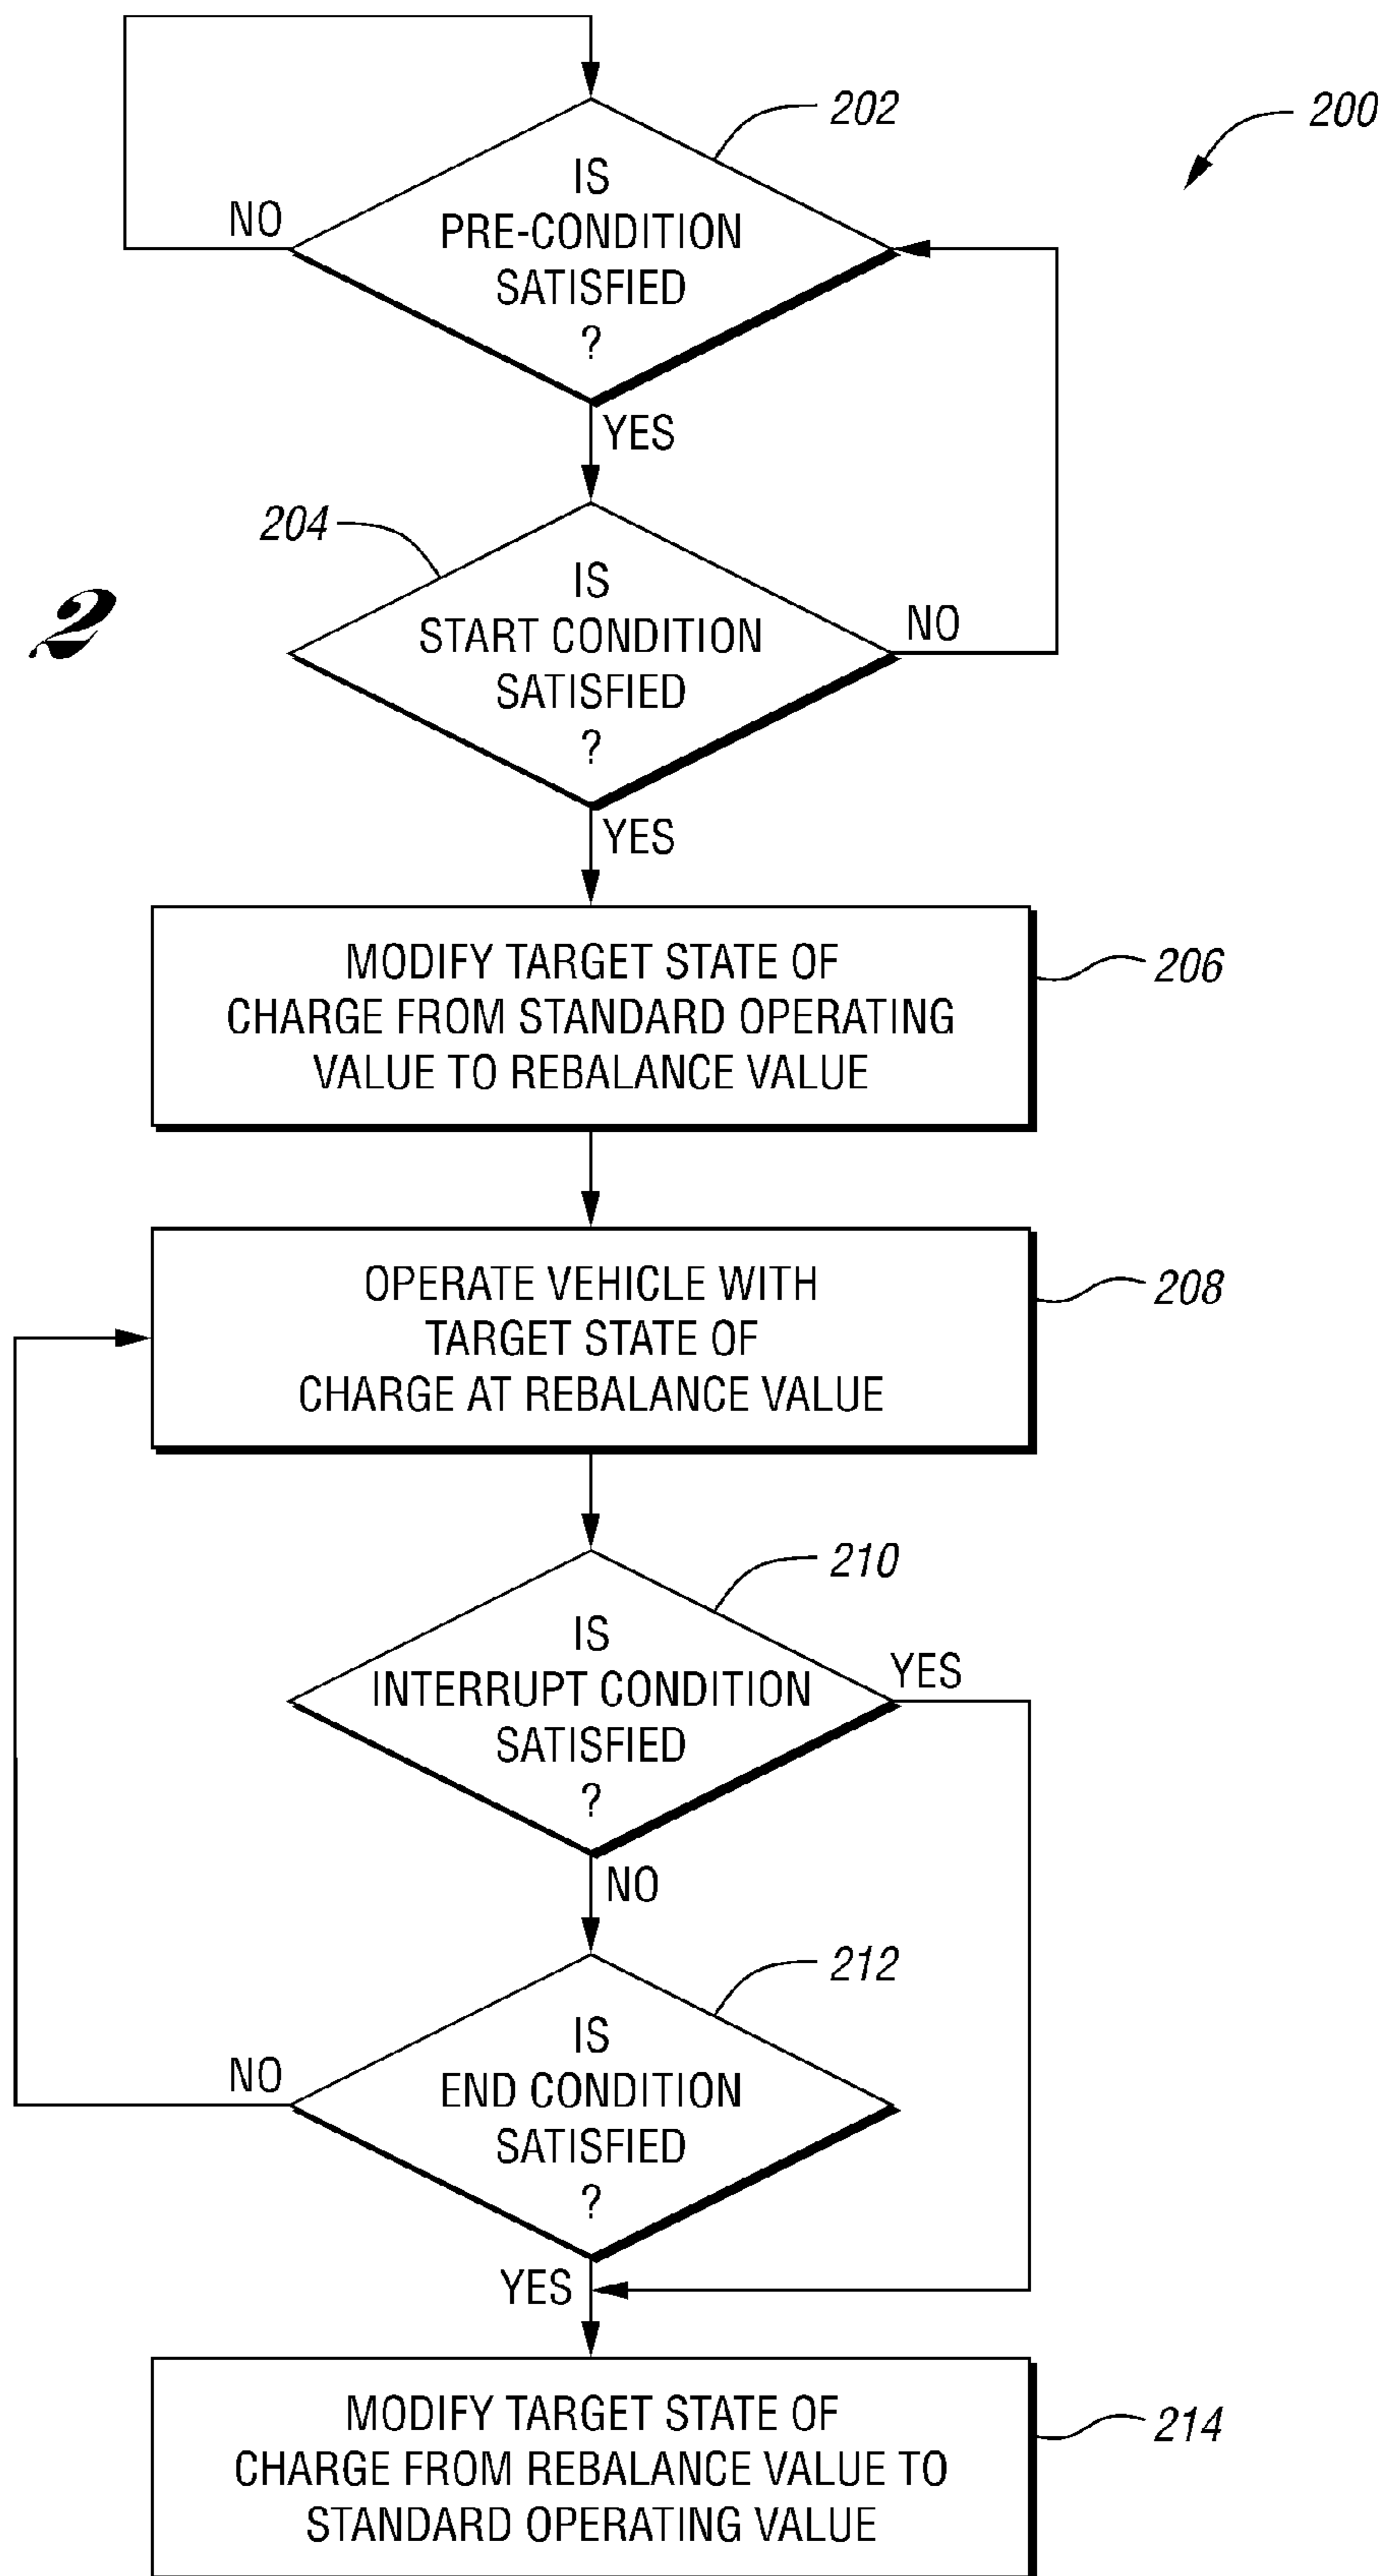 202
200
IS
PRE-CONDITION
SATISFIED
?
NO
YES
204
2
IS
START CONDITION
SATISFIED
?
NO
YES
MODIFY TARGET STATE OF
CHARGE FROM STANDARD OPERATING
VALUE TO REBALANCE VALUE
206
OPERATE VEHICLE WITH
TARGET STATE OF
CHARGE AT REBALANCE VALUE
208
210
IS
INTERRUPT CONDITION
SATISFIED
?
YES
NO
212
IS
END CONDITION
SATISFIED
?
NO
YES
MODIFY TARGET STATE OF
CHARGE FROM REBALANCE VALUE TO
STANDARD OPERATING VALUE
214